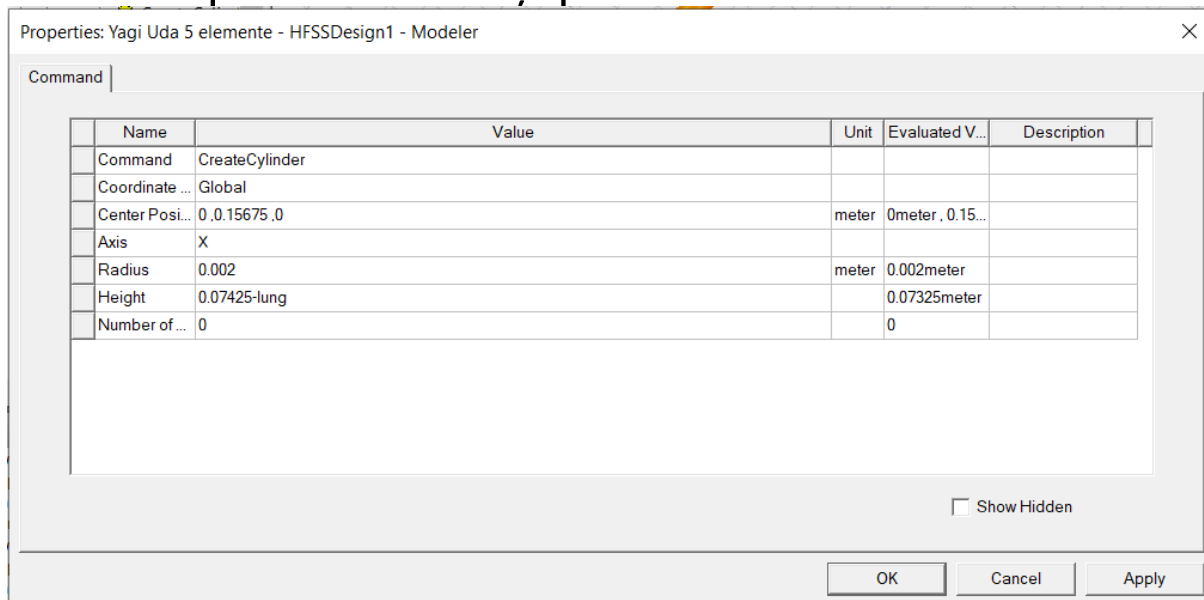 Properties: Yagi Uda 5 elemente - HFSSDesign1 - Modeler
Command
Name Value Unit Evaluated V... Description
Command CreateCylinder
Coordinate ... Global
Center Posi... 0 ,0.15675 ,0 meter 0meter , 0.15...
Axis X
Radius 0.002 meter 0.002meter
Height 0.07425-lung 0.07325meter
Number of ... 0 0
Show Hidden
OK Cancel Apply